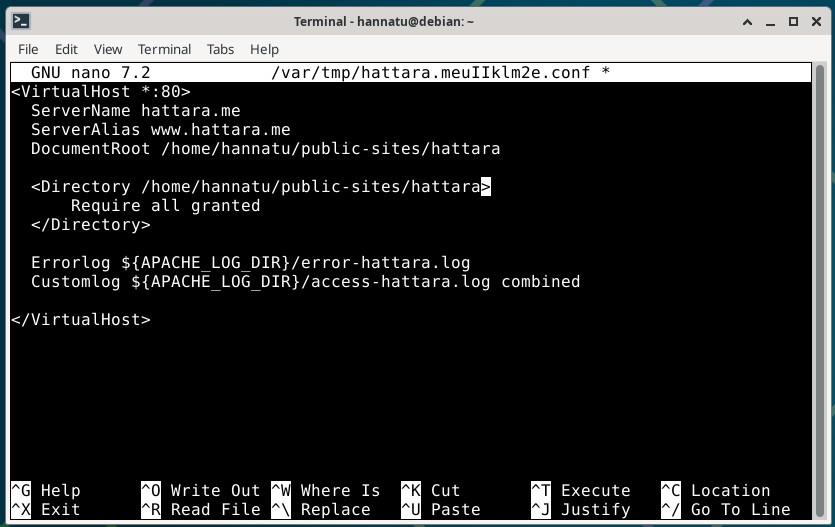 Terminal - hannatu@debian: ~
File Edit View Terminal Tabs Help
GNU nano 7.2 /var/tmp/hattara.meuIIklm2e.conf *
<VirtualHost *:80>
ServerName hattara.me
ServerAlias www.hattara.me
DocumentRoot /home/hannatu/public-sites/hattara
<Directory /home/hannatu/public-sites/hattara>
Require all granted
</Directory>
Errorlog ${APACHE_LOG_DIR}/error-hattara.log
Customlog ${APACHE_LOG_DIR}/access-hattara.log combined
</VirtualHost>
^G Help ^O Write Out ^W Where Is ^K Cut ^T Execute ^C Location
^X Exit ^R Read File ^\ Replace ^U Paste ^J Justify ^/ Go To Line